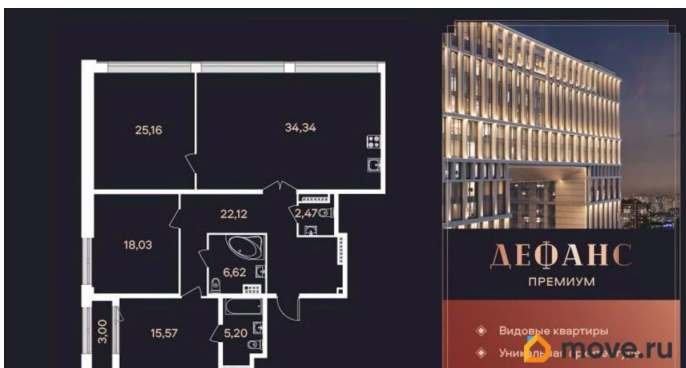 25,16
34,34
22,12
2,47
18,03
6,62
3,00
15,57
5,20
ДЕФАНС
ПРЕМИУМ
Видовые квартиры
move.ru